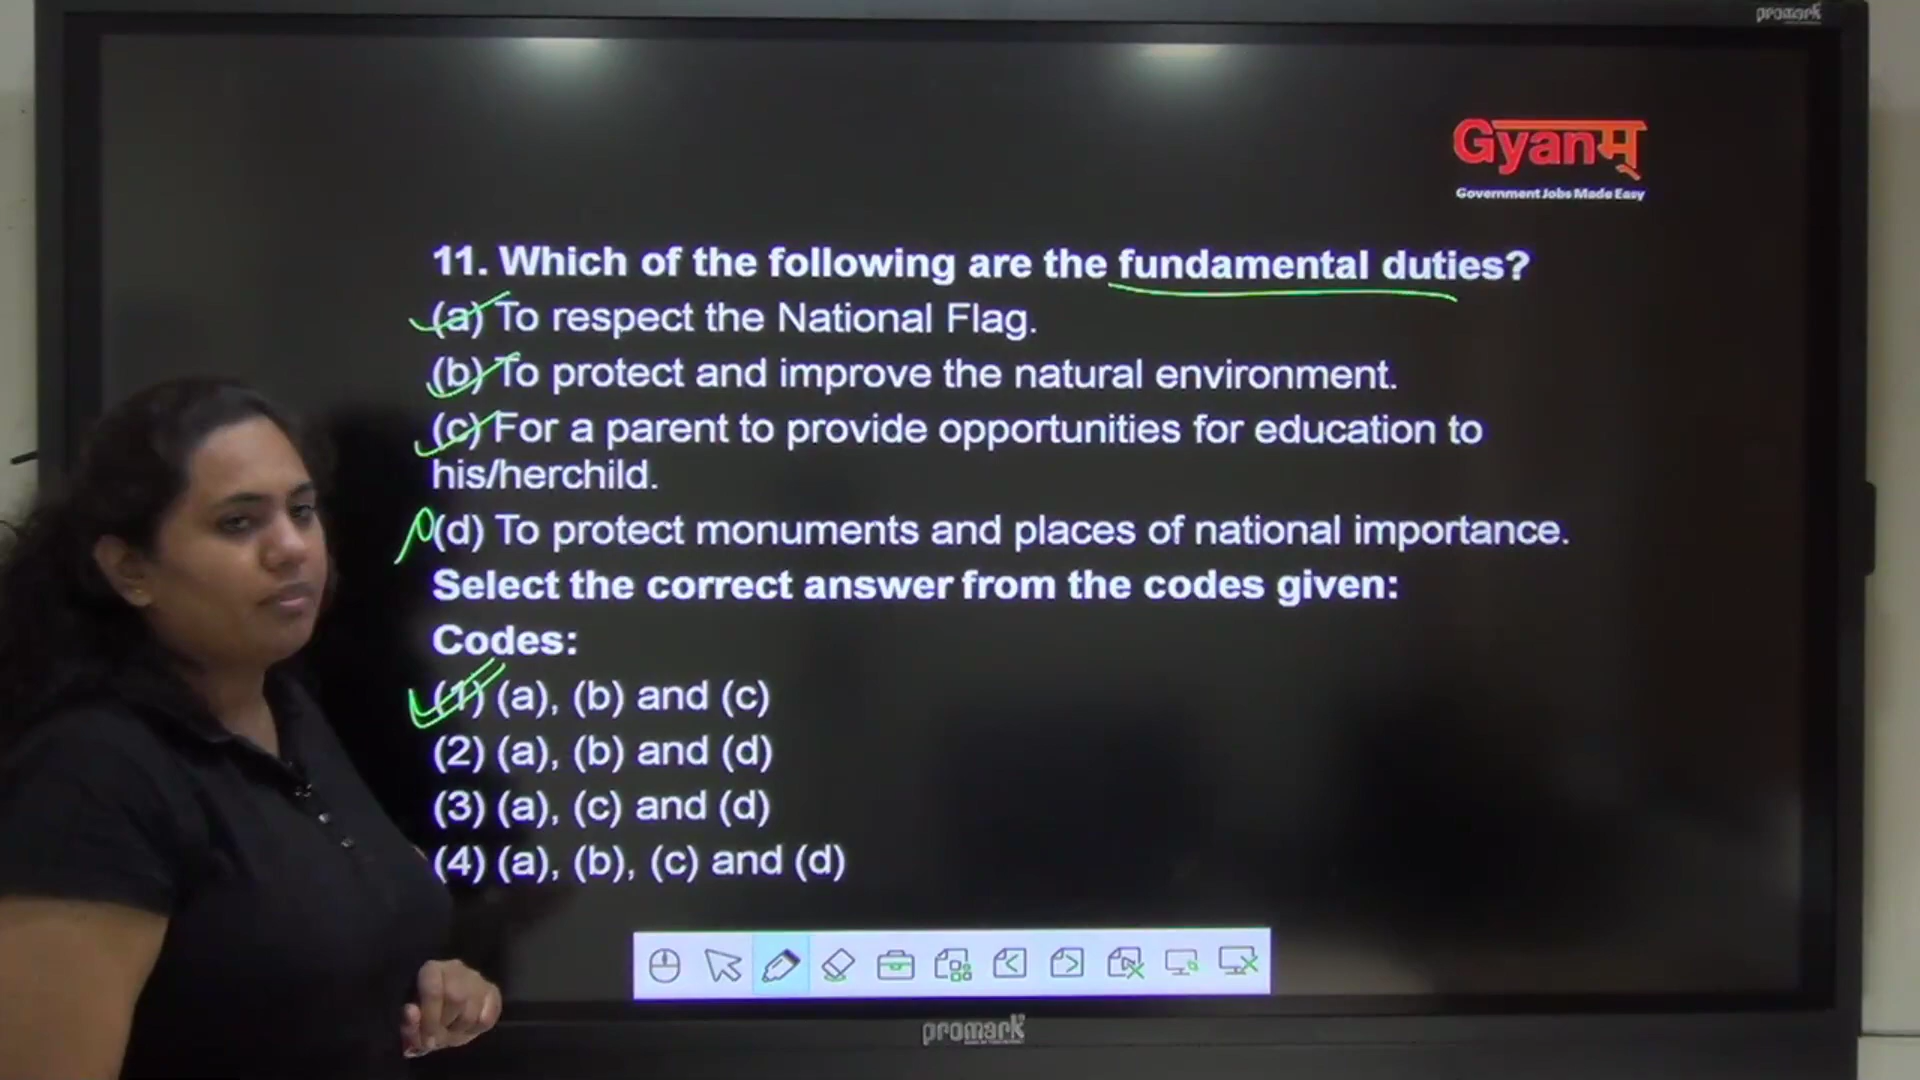 promark
Gyanम्
Government Jobs Made Easy
11. Which of the following are the fundamental duties?
(a) To respect the National Flag.
(b) To protect and improve the natural environment.
(c) For a parent to provide opportunities for education to
his/herchild.
(d) To protect monuments and places of national importance.
Select the correct answer from the codes given:
Codes:
(1) (a), (b) and (c)
(2) (a), (b) and (d)
(3) (a), (c) and (d)
(4) (a), (b), (c) and (d)
promark